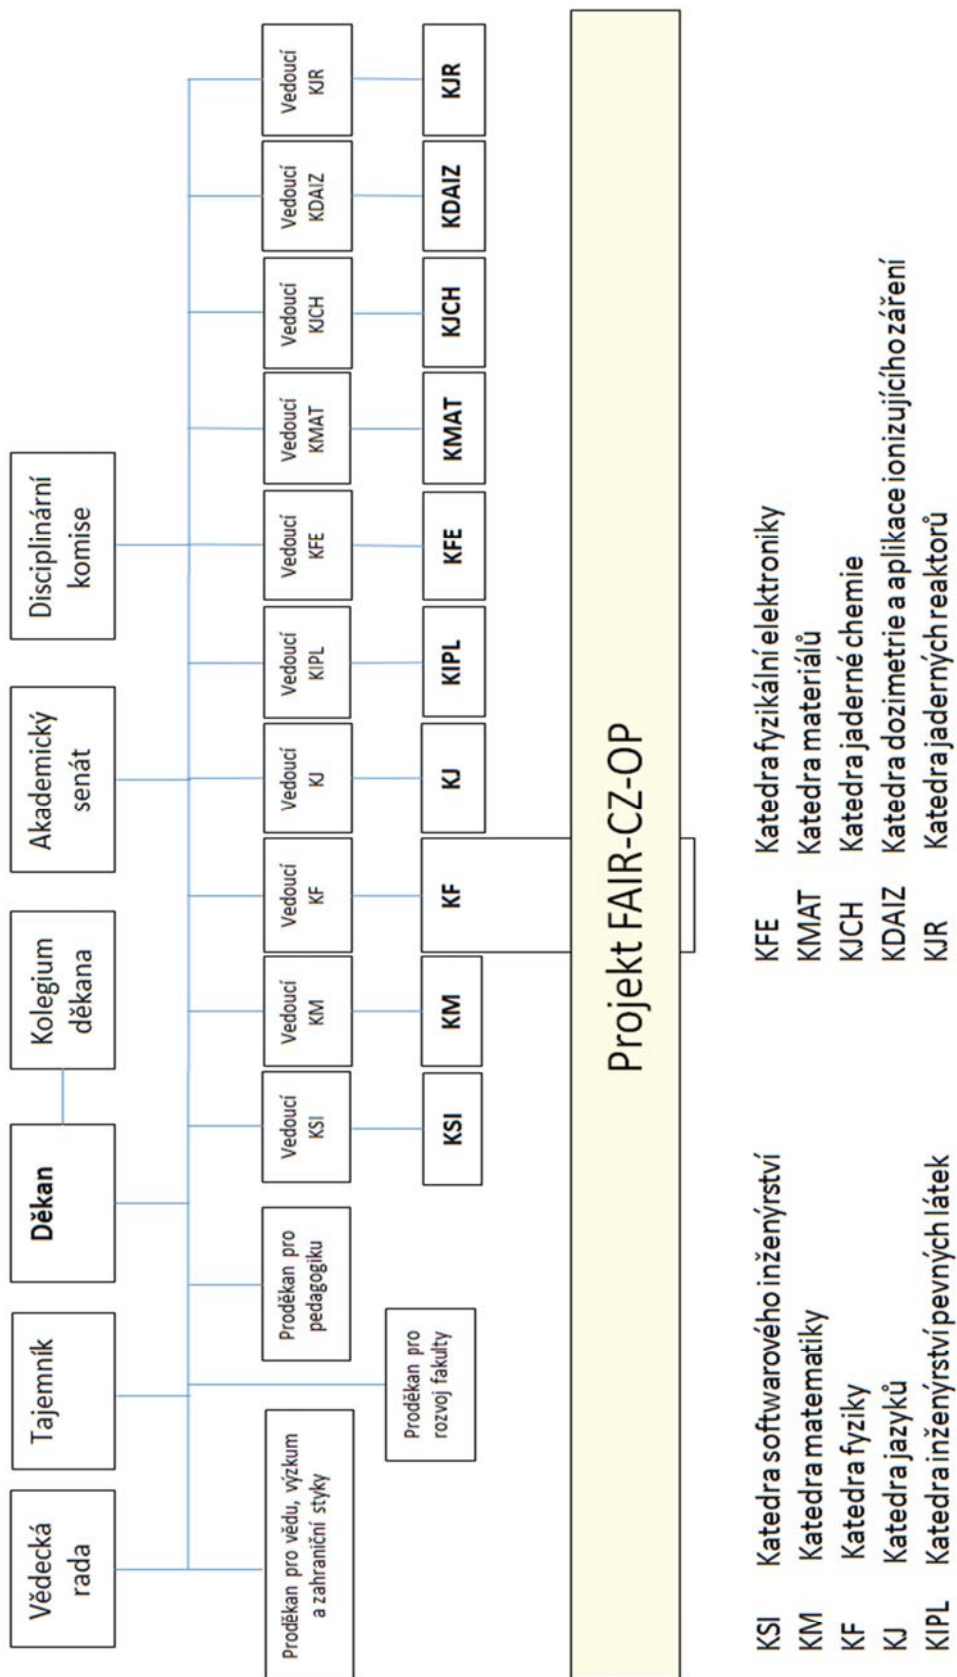 Vědecká
rada
Tajemník
Děkan
Kolegium
děkana
Akademický
senát
Disciplinární
komise
Proděkan pro vědu, výzkum
a zahraniční styky
Proděkan pro
rozvoj fakulty
Proděkan pro
pedagogiku
Vedoucí
KSI
Vedoucí
KM
Vedoucí
KF
Vedoucí
KJ
Vedoucí
KIPL
Vedoucí
KFE
Vedoucí
KMAT
Vedoucí
KJCH
Vedoucí
KDAIZ
Vedoucí
KJR
KSI
KM
KF
KJ
KIPL
KFE
KMAT
KJCH
KDAIZ
KJR
Projekt FAIR-CZ-OP
KSI Katedra softwarového inženýrství
KM Katedra matematiky
KF Katedra fyziky
KJ Katedra jazyků
KIPL Katedra inženýrství pevných látek
KFE Katedra fyzikální elektroniky
KMAT Katedra materiálů
KJCH Katedra jaderné chemie
KDAIZ Katedra dozimetrie a aplikace ionizujícího záření
KJR Katedra jaderných reaktorů